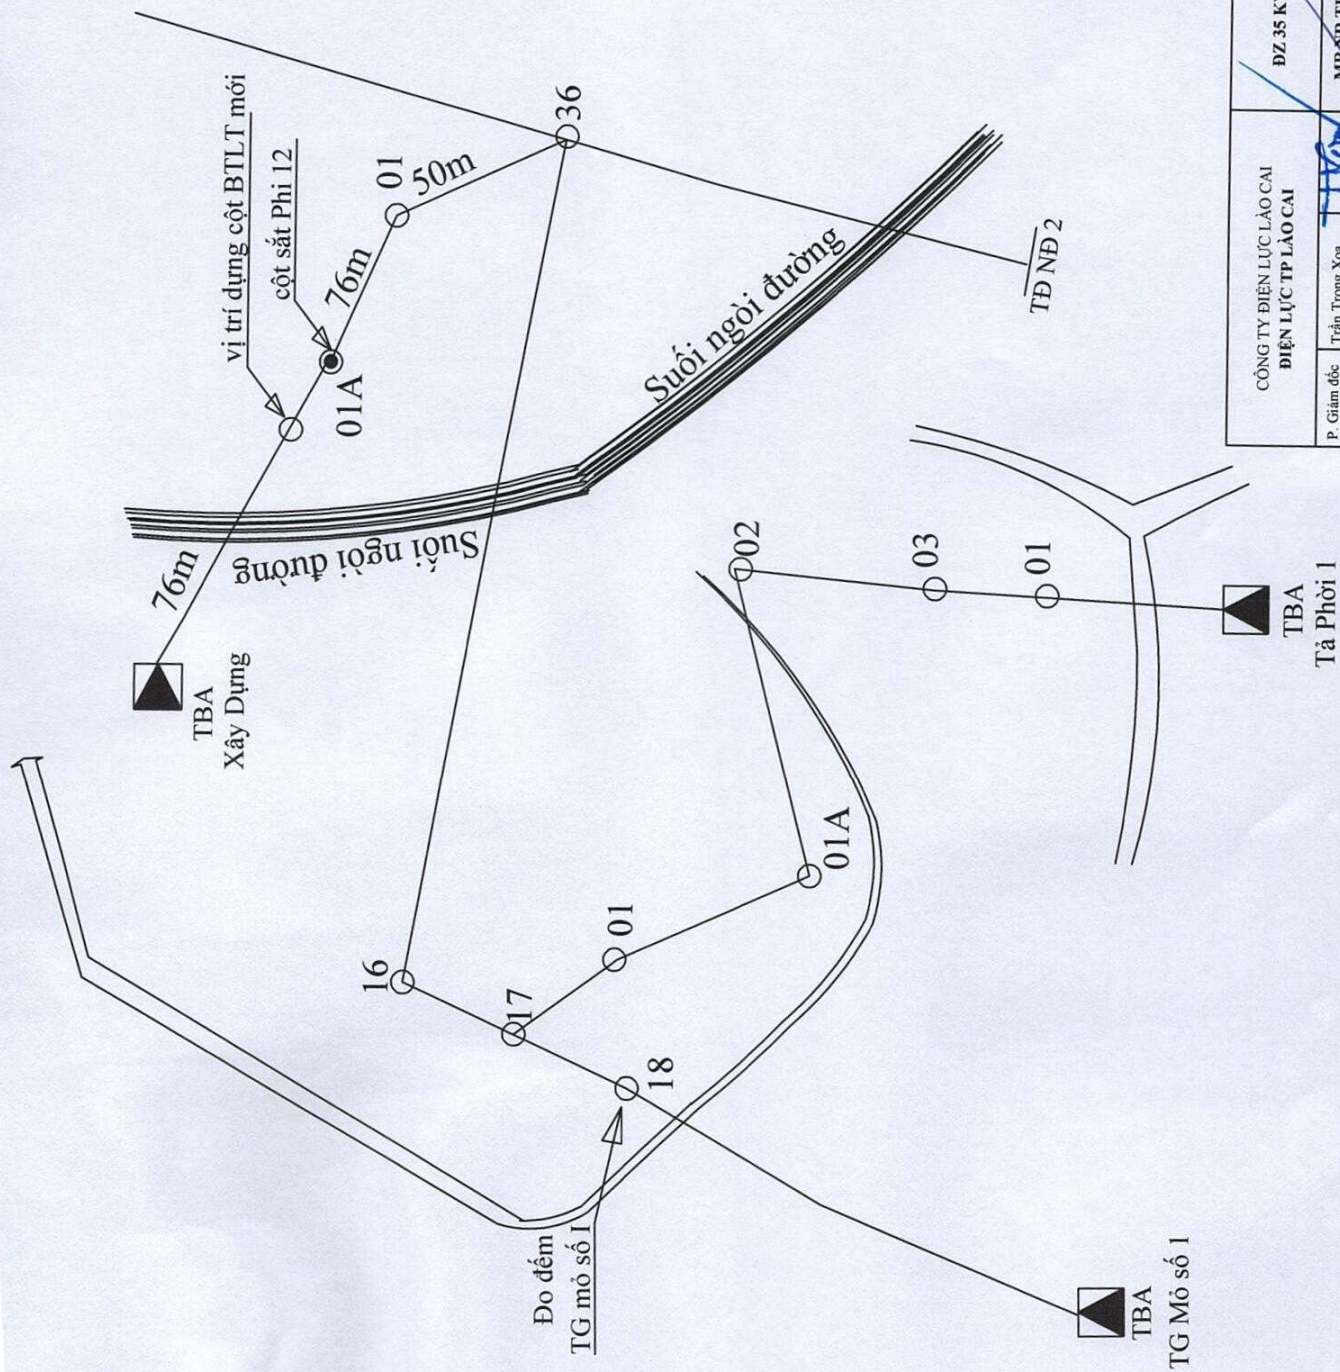 vị trí dựng cột BTLT mới
cột sắt Phi 12
01
50m
36
76m
01A
76m
Suối ngòi đường
Suối ngòi đường
TĐ NĐ 2
TBA
Xây Dựng
16
17
01
18
01A
02
03
01
Đo đếm
TG mỏ số 1
TBA
TG Mỏ số 1
TBA
Tả Phời 1
CÔNG TY ĐIỆN LỰC LÀO CAI
ĐIỆN LỰC TP LÀO CAI
ĐZ 35 K
P. Giám đốc
Trần Trọng Xoa